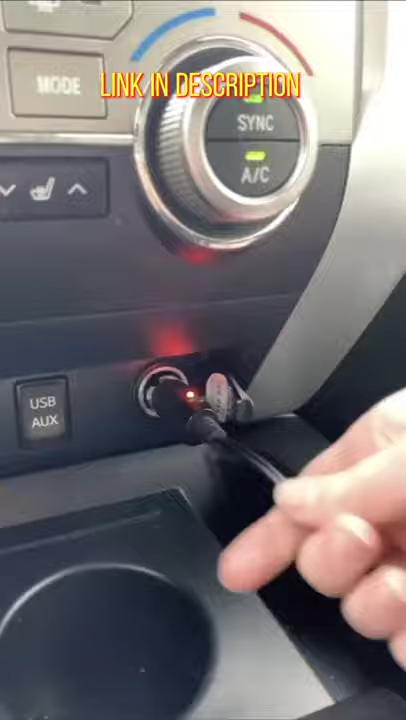 MODE
LINK IN DESCRIPTION
SYNC
A/C
USB
AUX